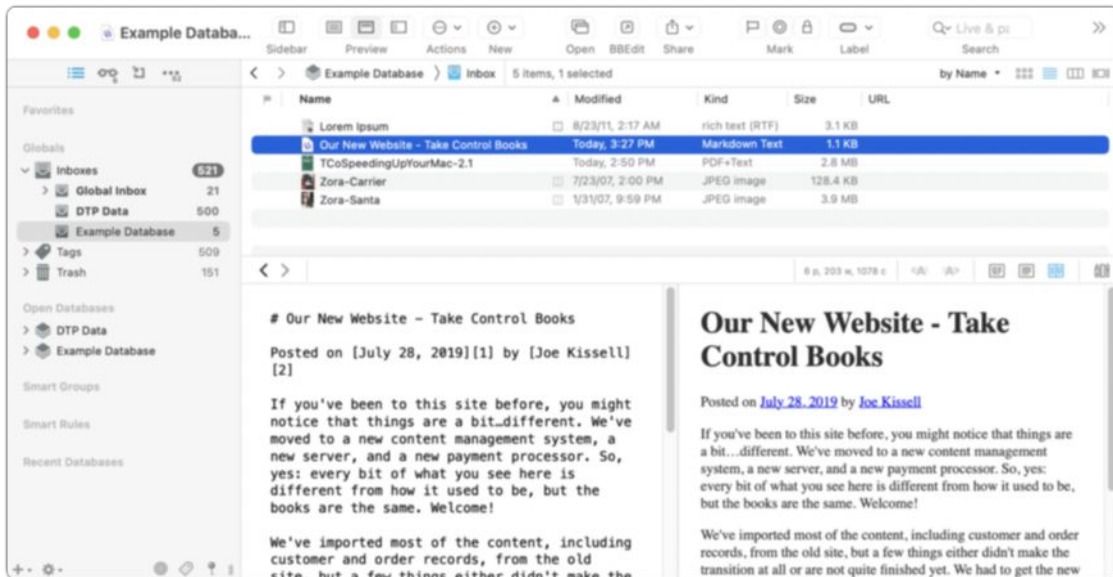 Example Databa...
Sidebar Preview Actions New Open BBEdit Share Mark Label Search
Example Database Inbox 5 items, 1 selected by Name
Favorites
Globals
Inboxes 521
Global Inbox 21
DTP Data 500
Example Database 5
Tags 509
Trash 151
Open Databases
DTP Data
Example Database
Smart Groups
Smart Rules
Recent Databases
Name Modified Kind Size URL
Lorem Ipsum 8/23/11, 2:17 AM rich text (RTF) 3.1 KB
Our New Website - Take Control Books Today, 3:27 PM Markdown Text 1.1 KB
TCoSpeedingUpYourMac-2.1 Today, 2:50 PM PDF+Text 2.8 MB
Zora-Carrier 7/23/07, 2:00 PM JPEG image 128.4 KB
Zora-Santa 1/31/07, 9:59 PM JPEG image 3.9 MB
6 p, 203 w, 1078 c
# Our New Website - Take Control Books
Posted on [July 28, 2019][1] by [Joe Kissell]
[2]
If you've been to this site before, you might
notice that things are a bit…different. We've
moved to a new content management system, a
new server, and a new payment processor. So,
yes: every bit of what you see here is
different from how it used to be, but the
books are the same. Welcome!
We've imported most of the content, including
customer and order records, from the old
site, but a few things either didn't make the
Our New Website - Take
Control Books
Posted on July 28, 2019 by Joe Kissell
If you've been to this site before, you might notice that things are
a bit…different. We've moved to a new content management
system, a new server, and a new payment processor. So, yes:
every bit of what you see here is different from how it used to be,
but the books are the same. Welcome!
We've imported most of the content, including customer and order
records, from the old site, but a few things either didn't make the
transition at all or are not quite finished yet. We had to get the new